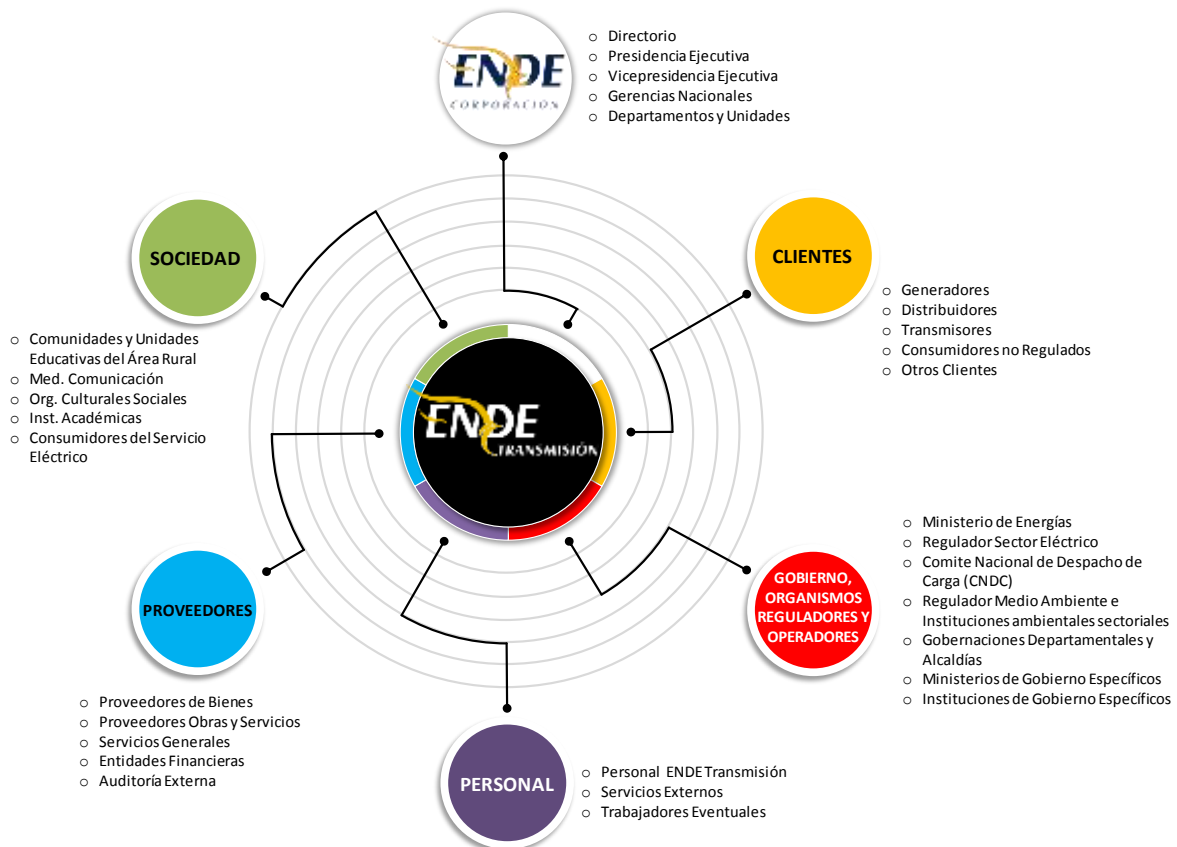 ENDE
CORPORACIÓN
o Directorio
o Presidencia Ejecutiva
o Vicepresidencia Ejecutiva
o Gerencias Nacionales
o Departamentos y Unidades
SOCIEDAD
o Comunidades y Unidades
Educativas del Área Rural
o Med. Comunicación
o Org. Culturales Sociales
o Inst. Académicas
o Consumidores del Servicio
Eléctrico
CLIENTES
o Generadores
o Distribuidores
o Transmisores
o Consumidores no Regulados
o Otros Clientes
ENDE
TRANSMISIÓN
PROVEEDORES
o Proveedores de Bienes
o Proveedores Obras y Servicios
o Servicios Generales
o Entidades Financieras
o Auditoría Externa
GOBIERNO,
ORGANISMOS
REGULADORES Y
OPERADORES
o Ministerio de Energías
o Regulador Sector Eléctrico
o Comite Nacional de Despacho de
Carga (CNDC)
o Regulador Medio Ambiente e
Instituciones ambientales sectoriales
o Gobernaciones Departamentales y
Alcaldías
o Ministerios de Gobierno Específicos
o Instituciones de Gobierno Específicos
PERSONAL
o Personal ENDE Transmisión
o Servicios Externos
o Trabajadores Eventuales